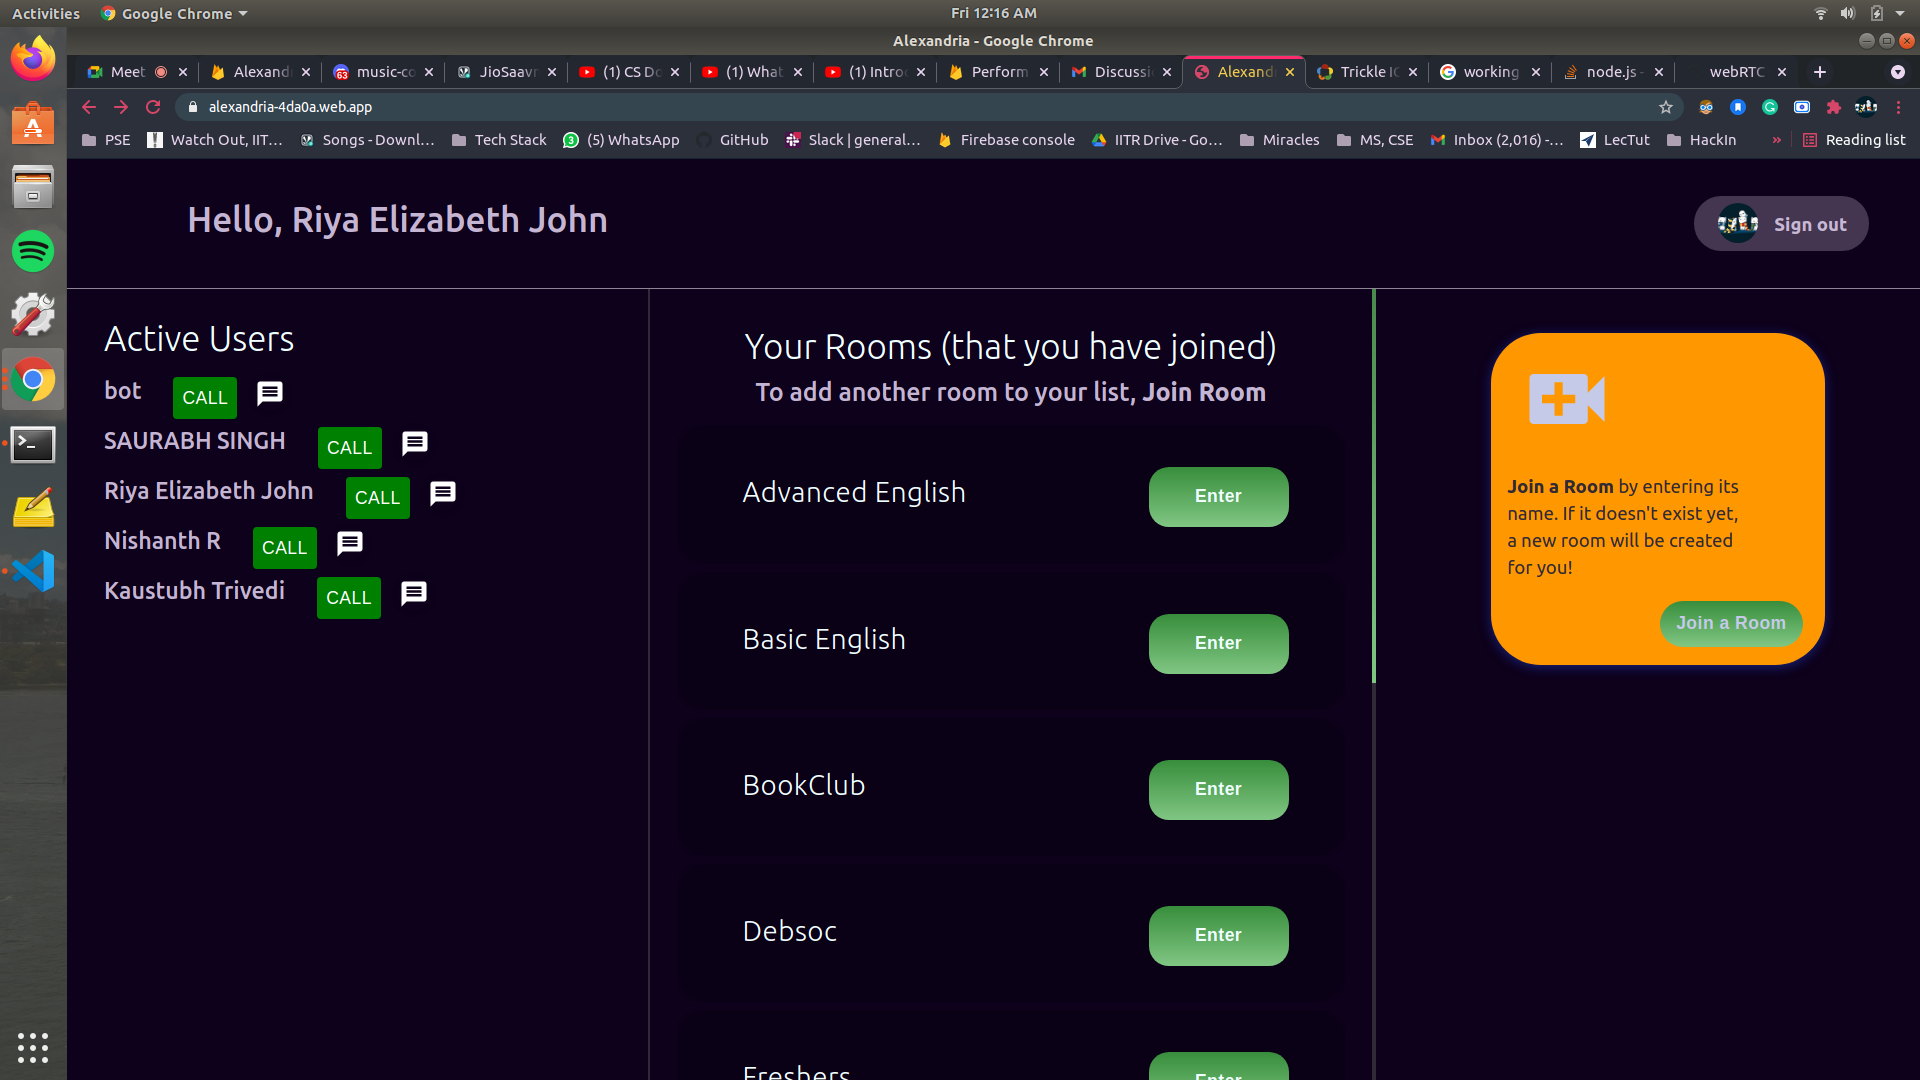 Activities Google Chrome Fri 12:16 AM
Alexandria - Google Chrome
Meet Alexand music-co JioSaav (1) CS Do (1) What (1) Intro Perform Discussi Alexand Trickle IC working node.js - webRTC
alexandria-4da0a.web.app
PSE Watch Out, IIT... Songs - Downl... Tech Stack (5) WhatsApp GitHub Slack | general... Firebase console IITR Drive - Go... Miracles MS, CSE Inbox (2,016) -... LecTut HackIn » Reading list
Hello, Riya Elizabeth John
Sign out
Active Users
bot CALL
SAURABH SINGH CALL
Riya Elizabeth John CALL
Nishanth R CALL
Kaustubh Trivedi CALL
Your Rooms (that you have joined)
To add another room to your list, Join Room
Advanced English Enter
Basic English Enter
BookClub Enter
Debsoc Enter
Freshers Enter
Join a Room by entering its
name. If it doesn't exist yet,
a new room will be created
for you!
Join a Room